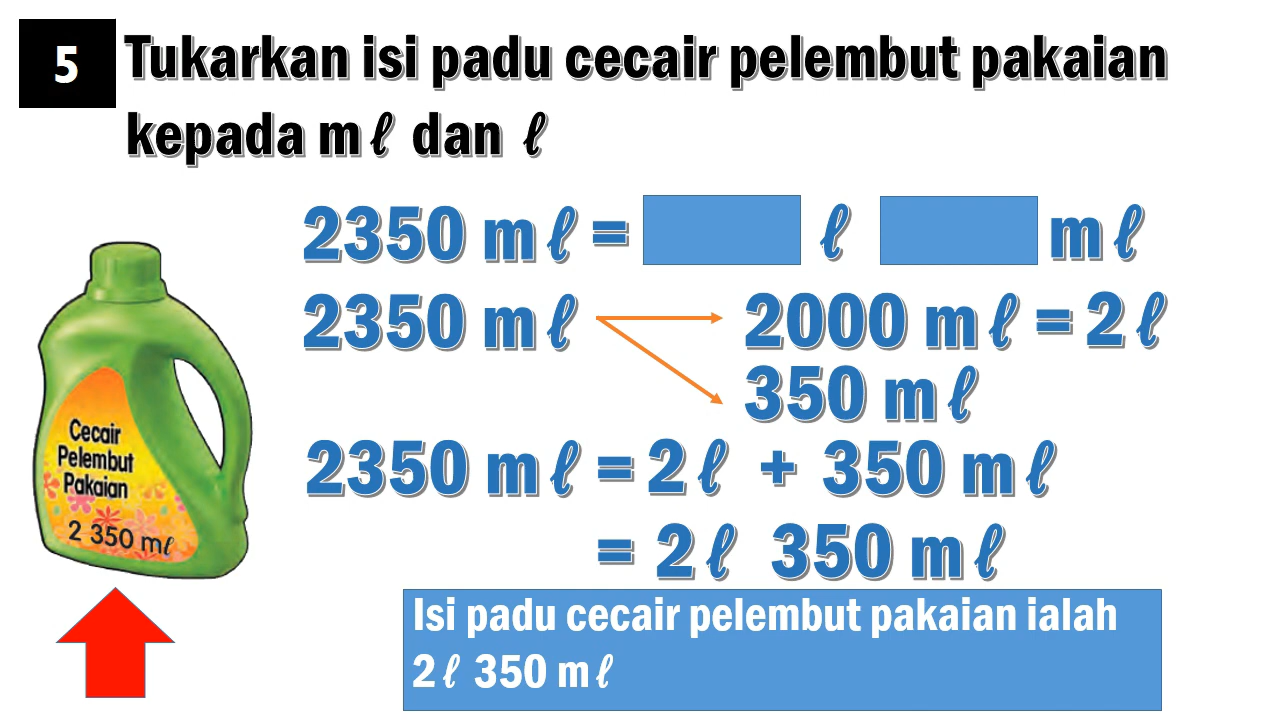 5
Tukarkan isi padu cecair pelembut pakaian
kepada mℓ dan ℓ
2350 mℓ = ℓ mℓ
2350 mℓ 2000 mℓ = 2ℓ
350 mℓ
2350 mℓ = 2ℓ + 350 mℓ
= 2ℓ 350 mℓ
Cecair
Pelembut
Pakaian
2 350 mℓ
Isi padu cecair pelembut pakaian ialah
2ℓ 350 mℓ